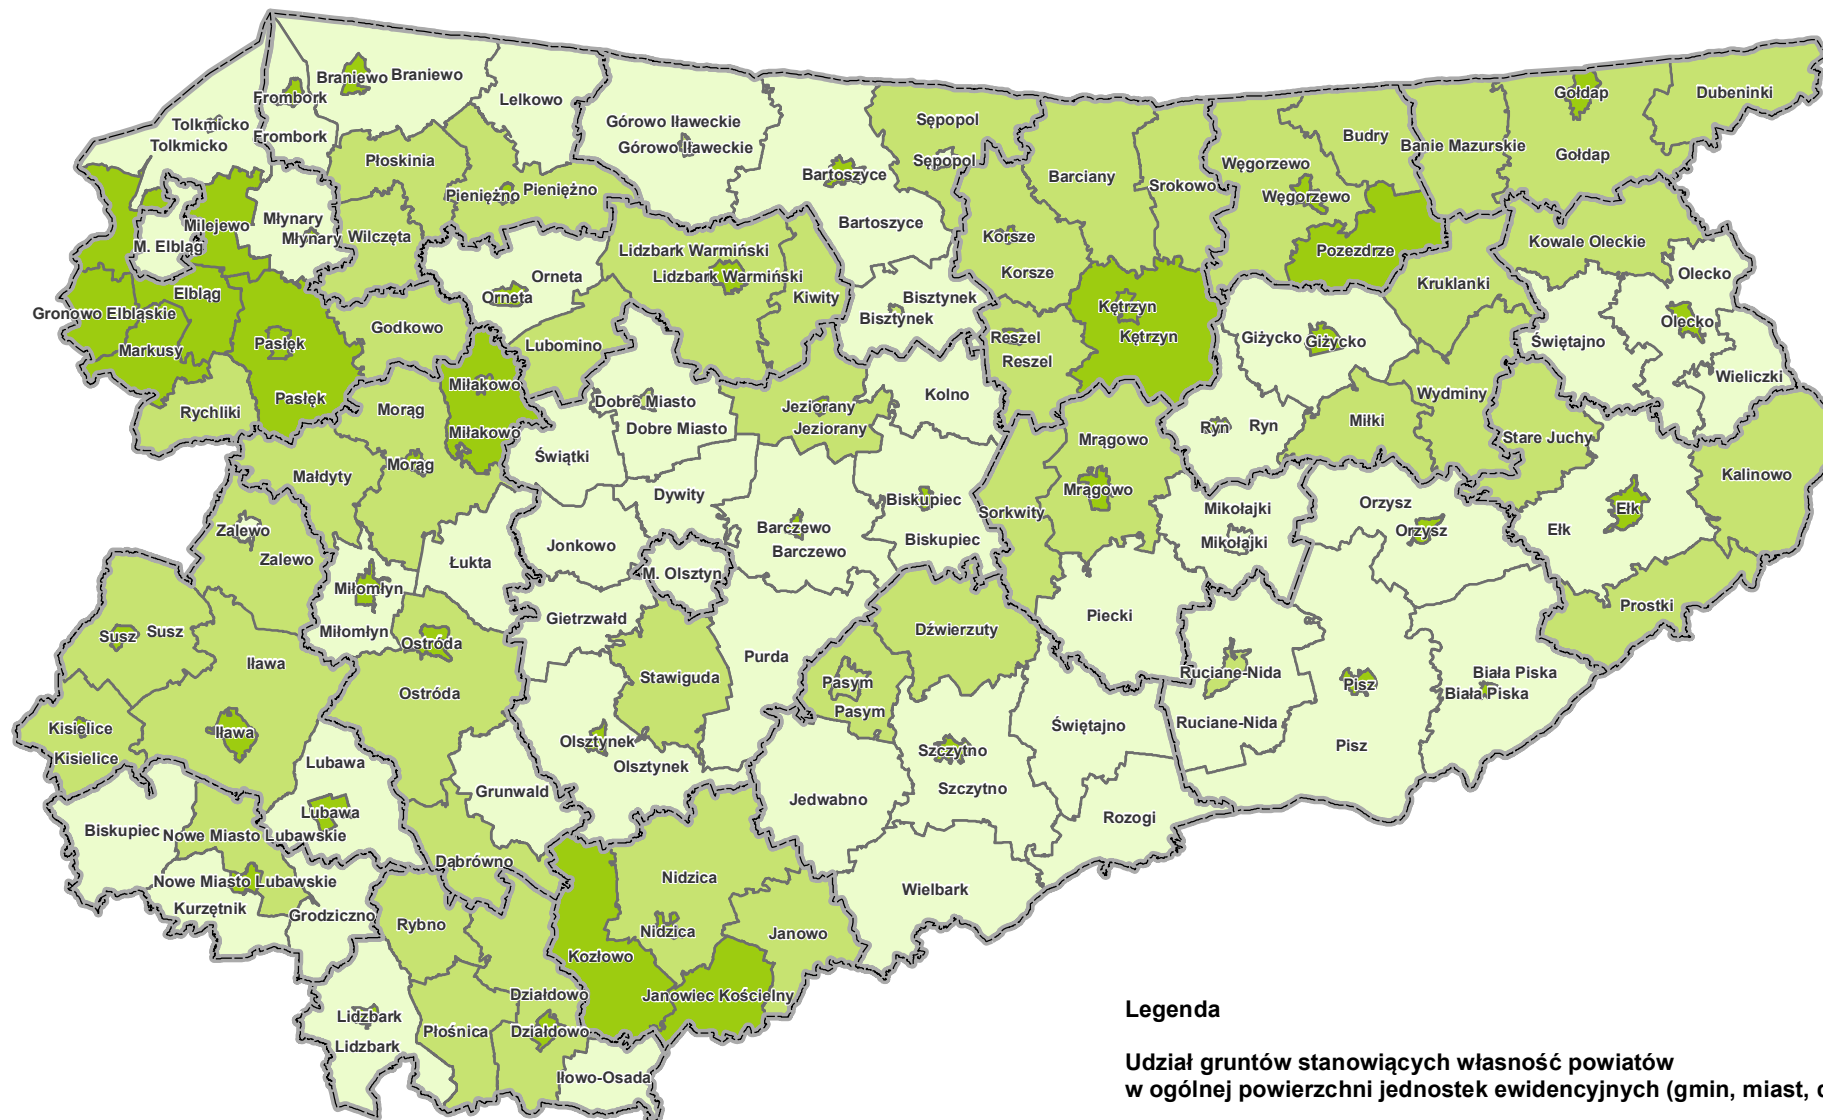 Braniewo
Braniewo
Frombork
Lelkowo
Dubeninki
Gołdap
Tolkmicko
Tolkmicko
Frombork
Górowo Iławeckie
Górowo Iławeckie
Sępopol
Sępopol
Budry
Banie Mazurskie
Gołdap
Płoskinia
Bartoszyce
Barciany
Srokowo
Węgorzewo
Węgorzewo
Pieniężno
Pieniężno
Młynary
Młynary
Milejewo
M. Elbląg
Wilczęta
Bartoszyce
Korsze
Korsze
Pozezdrze
Kowale Oleckie
Lidzbark Warmiński
Lidzbark Warmiński
Orneta
Orneta
Kiwity
Bisztynek
Bisztynek
Olecko
Kruklanki
Elbląg
Gronowo Elbląskie
Kętrzyn
Kętrzyn
Olecko
Godkowo
Pasłęk
Markusy
Lubomino
Reszel
Reszel
Giżycko
Giżycko
Świętajno
Wieliczki
Miłakowo
Pasłęk
Rychliki
Morąg
Dobre Miasto
Dobre Miasto
Jeziorany
Jeziorany
Kolno
Wydminy
Miłki
Ryn
Ryn
Miłakowo
Stare Juchy
Mrągowo
Świątki
Morąg
Małdyty
Kalinowo
Dywity
Biskupiec
Mrągowo
Sorkwity
Mikołajki
Orzysz
Ełk
Ełk
Zalewo
Zalewo
Barczewo
Barczewo
Biskupiec
Mikołajki
Orzysz
Jonkowo
Łukta
M. Olsztyn
Miłomłyn
Miłomłyn
Gietrzwałd
Piecki
Prostki
Susz
Susz
Ostróda
Dźwierzuty
Iława
Purda
Stawiguda
Ruciane-Nida
Biała Piska
Biała Piska
Pisz
Ostróda
Pasym
Pasym
Kisielice
Iława
Świętajno
Ruciane-Nida
Olsztynek
Szczytno
Pisz
Kisielice
Lubawa
Olsztynek
Grunwald
Szczytno
Jedwabno
Rozogi
Lubawa
Biskupiec
Nowe Miasto Lubawskie
Dąbrówno
Nidzica
Wielbark
Nowe Miasto Lubawskie
Kurzętnik
Grodziczno
Rybno
Nidzica
Janowo
Kozłowo
Działdowo
Janowiec Kościelny
Lidzbark
Płośnica
Działdowo
Lidzbark
Iłowo-Osada
Legenda
Udział gruntów stanowiących własność powiatów
w ogólnej powierzchni jednostek ewidencyjnych (gmin, miast,